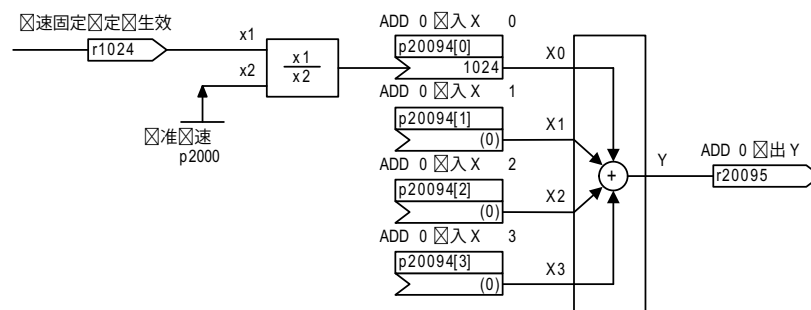 速固定 定 生效
r1024
x1
x2
x1
x2
准 速
p2000
ADD 0 入 X 0
p20094[0]
1024
X0
ADD 0 入 X 1
p20094[1]
(0)
X1
ADD 0 入 X 2
p20094[2]
(0)
X2
ADD 0 入 X 3
p20094[3]
(0)
X3
+
Y
ADD 0 出 Y
r20095